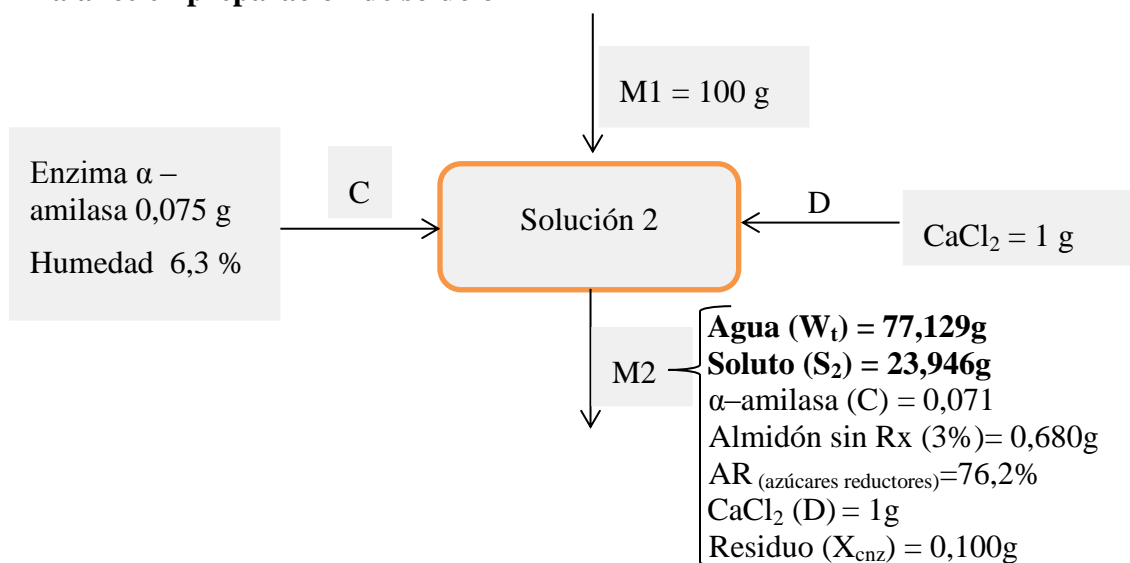 M1 = 100 g
Enzima α –
amilasa 0,075 g
Humedad 6,3 %
C
Solución 2
D
CaCl₂ = 1 g
M2
Agua (Wₜ) = 77,129g
Soluto (S₂) = 23,946g
α–amilasa (C) = 0,071
Almidón sin Rx (3%)= 0,680g
AR (azúcares reductores)=76,2%
CaCl₂ (D) = 1g
Residuo (Xcnz) = 0,100g